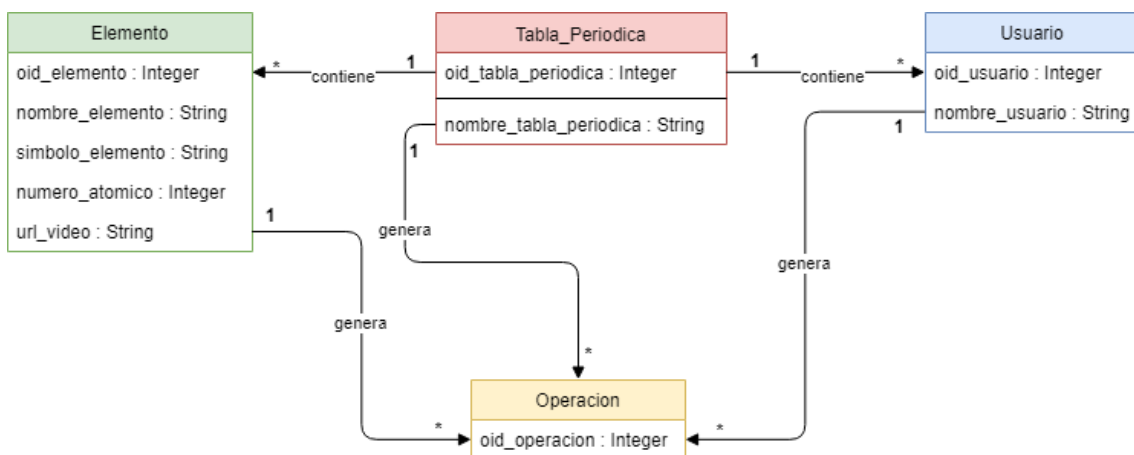 Elemento
oid_elemento : Integer
nombre_elemento : String
simbolo_elemento : String
numero_atomico : Integer
url_video : String
* contiene 1
Tabla_Periodica
oid_tabla_periodica : Integer
nombre_tabla_periodica : String
1 contiene *
Usuario
oid_usuario : Integer
nombre_usuario : String
1
genera
*
1
genera
*
1
genera
*
Operacion
oid_operacion : Integer